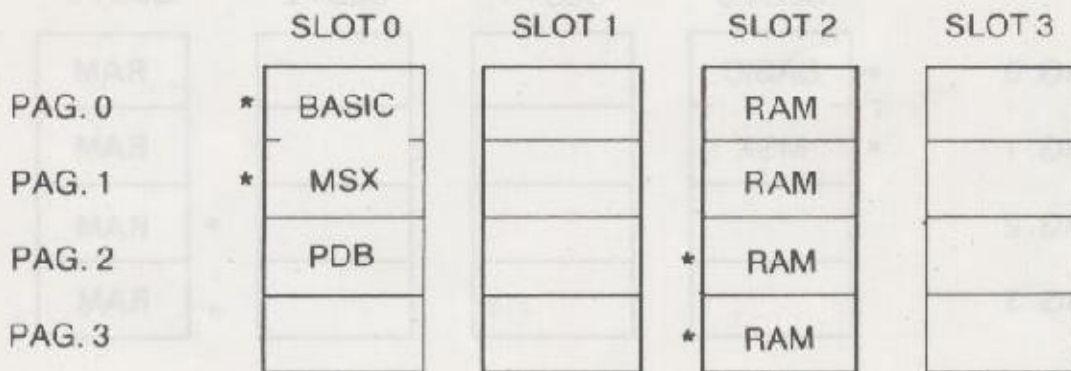 SLOT 0 SLOT 1 SLOT 2 SLOT 3
PAG. 0 * BASIC RAM
PAG. 1 * MSX RAM
PAG. 2 PDB * RAM
PAG. 3 * RAM